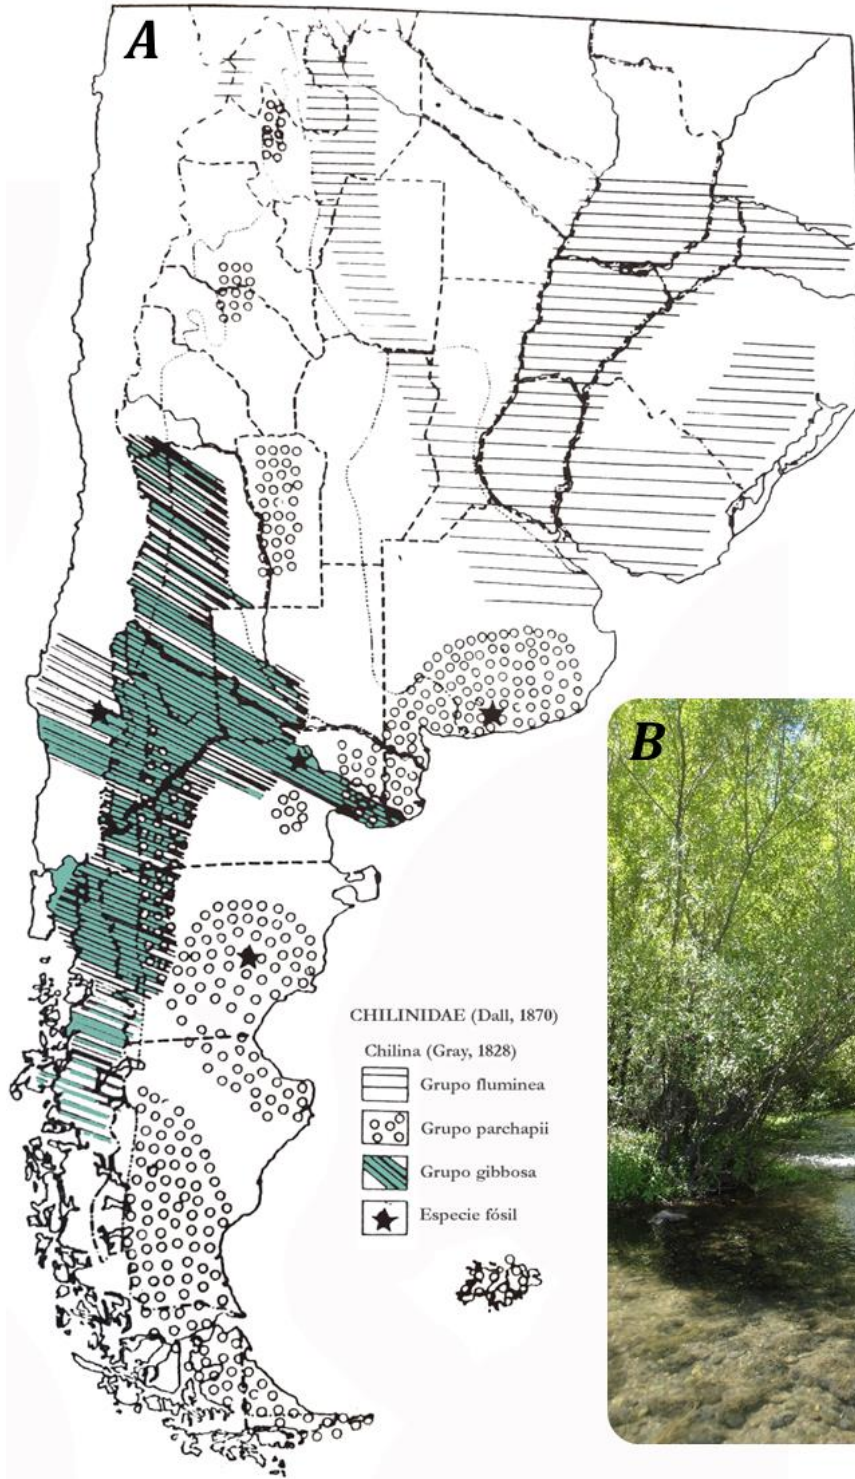 A
B
CHILINIDAE (Dall, 1870)
Chilina (Gray, 1828)
Grupo fluminea
Grupo parchapii
Grupo gibbosa
Especie fósil